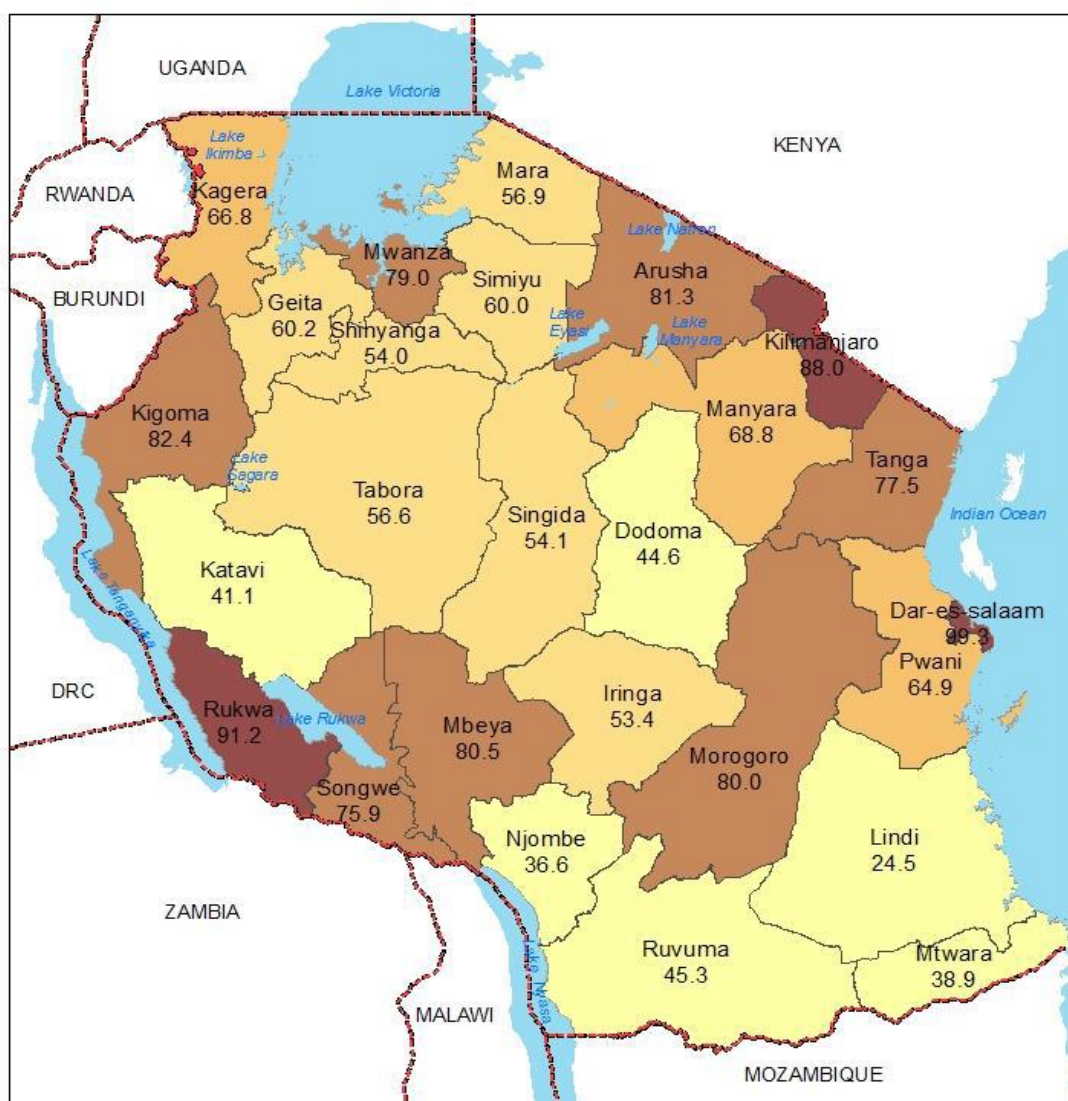 UGANDA
Lake Victoria
KENYA
Lake
Ikimba
Mara
56.9
RWANDA
Kagera
66.8
Lake Natron
Mwanza
79.0
Arusha
81.3
Simiyu
60.0
BURUNDI
Geita
60.2
Lake
Eyasi
Lake
Manyara
Shinyanga
54.0
Kilimanjaro
88.0
Kigoma
82.4
Manyara
68.8
Lake
Sagara
Tanga
77.5
Tabora
56.6
Singida
54.1
Indian Ocean
Dodoma
44.6
Katavi
41.1
Lake Tanganyika
Dar-es-salaam
99.3
Pwani
64.9
DRC
Rukwa
91.2
Lake Rukwa
Mbeya
80.5
Iringa
53.4
Morogoro
80.0
Songwe
75.9
Njombe
36.6
Lindi
24.5
ZAMBIA
Ruvuma
45.3
Mtwara
38.9
Lake Nyasa
MALAWI
MOZAMBIQUE